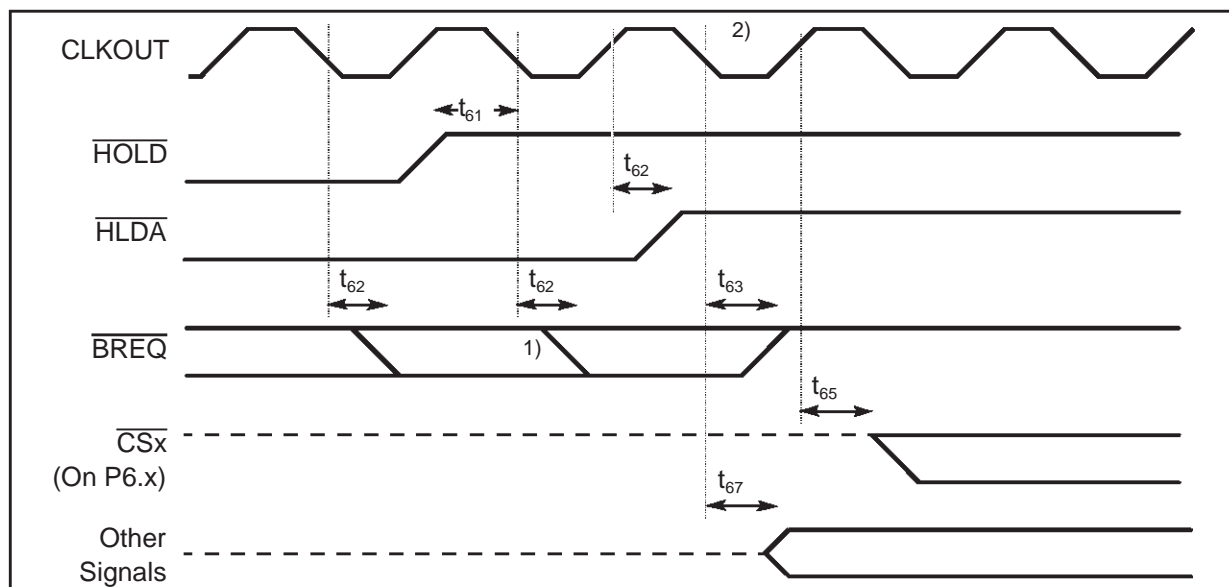 CLKOUT
2)
t61
HOLD
t62
HLDA
t62
t62
t63
BREQ
1)
t65
CSx
(On P6.x)
t67
Other
Signals